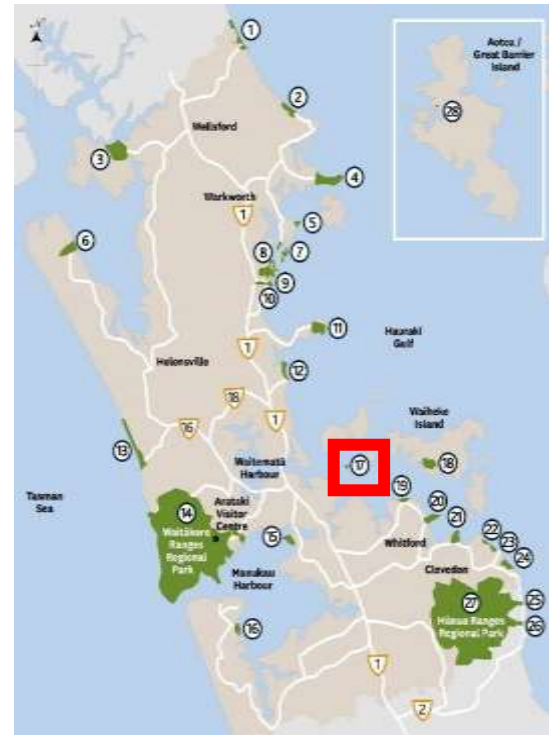 1
Aotea /
Great Barrier
Island
2
28
Wellsford
3
4
Warkworth
1
5
6
8
7
9
10
11
Hauraki
Gulf
1
Helensville
12
18
Waiheke
Island
16
1
13
Waitematā
Harbour
17
18
Tasman
Sea
14
Arataki
Visitor
Centre
19
20
Waitākere
Ranges
Regional
Park
15
Whitford
21
22
23
Manukau
Harbour
Clevedon
24
27
25
Hūnua Ranges
Regional Park
26
16
1
2